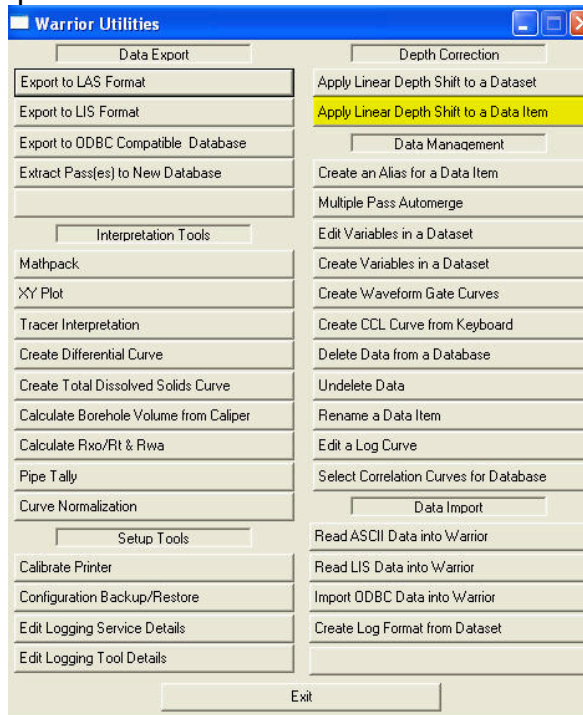 Warrior Utilities
Data Export
Export to LAS Format
Export to LIS Format
Export to ODBC Compatible Database
Extract Pass(es) to New Database
Interpretation Tools
Mathpack
XY Plot
Tracer Interpretation
Create Differential Curve
Create Total Dissolved Solids Curve
Calculate Borehole Volume from Caliper
Calculate Rxo/Rt & Rwa
Pipe Tally
Curve Normalization
Setup Tools
Calibrate Printer
Configuration Backup/Restore
Edit Logging Service Details
Edit Logging Tool Details
Depth Correction
Apply Linear Depth Shift to a Dataset
Apply Linear Depth Shift to a Data Item
Data Management
Create an Alias for a Data Item
Multiple Pass Automerge
Edit Variables in a Dataset
Create Variables in a Dataset
Create Waveform Gate Curves
Create CCL Curve from Keyboard
Delete Data from a Database
Undelete Data
Rename a Data Item
Edit a Log Curve
Select Correlation Curves for Database
Data Import
Read ASCII Data into Warrior
Read LIS Data into Warrior
Import ODBC Data into Warrior
Create Log Format from Dataset
Exit